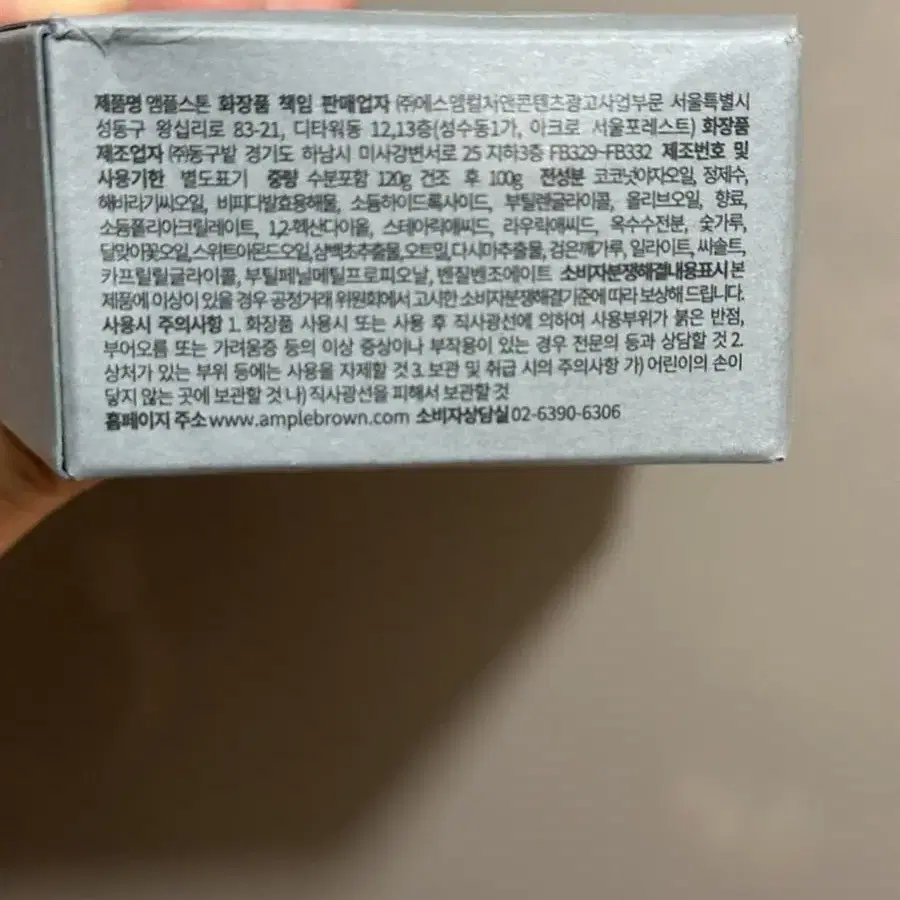 제품명 앰플스톤 화장품 책임 판매업자 (주)에스엠컬처앤콘텐츠광고사업부문 서울특별시
성동구 왕십리로 83-21, 디타워동 12,13층(성수동1가, 아크로 서울포레스트) 화장품
제조업자 (주)동구밭 경기도 하남시 미사강변서로 25 지하3층 FB329~FB332 제조번호 및
사용기한 별도표기 중량 수분포함 120g 건조 후 100g 전성분 코코넛야자오일, 정제수,
해바라기씨오일, 비피다발효용해물, 소듐하이드록사이드, 부틸렌글라이콜, 올리브오일, 향료,
소듐폴리아크릴레이트, 1,2-헥산다이올, 스테아릭애씨드, 라우릭애씨드, 옥수수전분, 숯가루,
달맞이꽃오일,스위트아몬드오일,삼백초추출물,오트밀,다시마추출물, 검은깨가루, 일라이트, 씨솔트,
카프릴릴글라이콜, 부틸페닐메틸프로피오날, 벤질벤조에이트 소비자분쟁해결내용표시 본
제품에 이상이 있을 경우 공정거래 위원회에서 고시한 소비자분쟁해결기준에 따라 보상해 드립니다.
사용시 주의사항 1. 화장품 사용시 또는 사용 후 직사광선에 의하여 사용부위가 붉은 반점,
부어오름 또는 가려움증 등의 이상 증상이나 부작용이 있는 경우 전문의 등과 상담할 것 2.
상처가 있는 부위 등에는 사용을 자제할 것 3. 보관 및 취급 시의 주의사항 가) 어린이의 손이
닿지 않는 곳에 보관할 것 나) 직사광선을 피해서 보관할 것
홈페이지 주소 www.amplebrown.com 소비자상담실 02-6390-6306